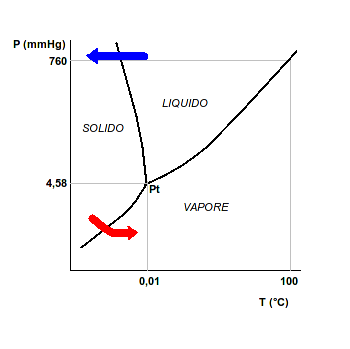 P (mmHg)
760
LIQUIDO
SOLIDO
4,58
Pt
VAPORE
0,01
100
T (°C)